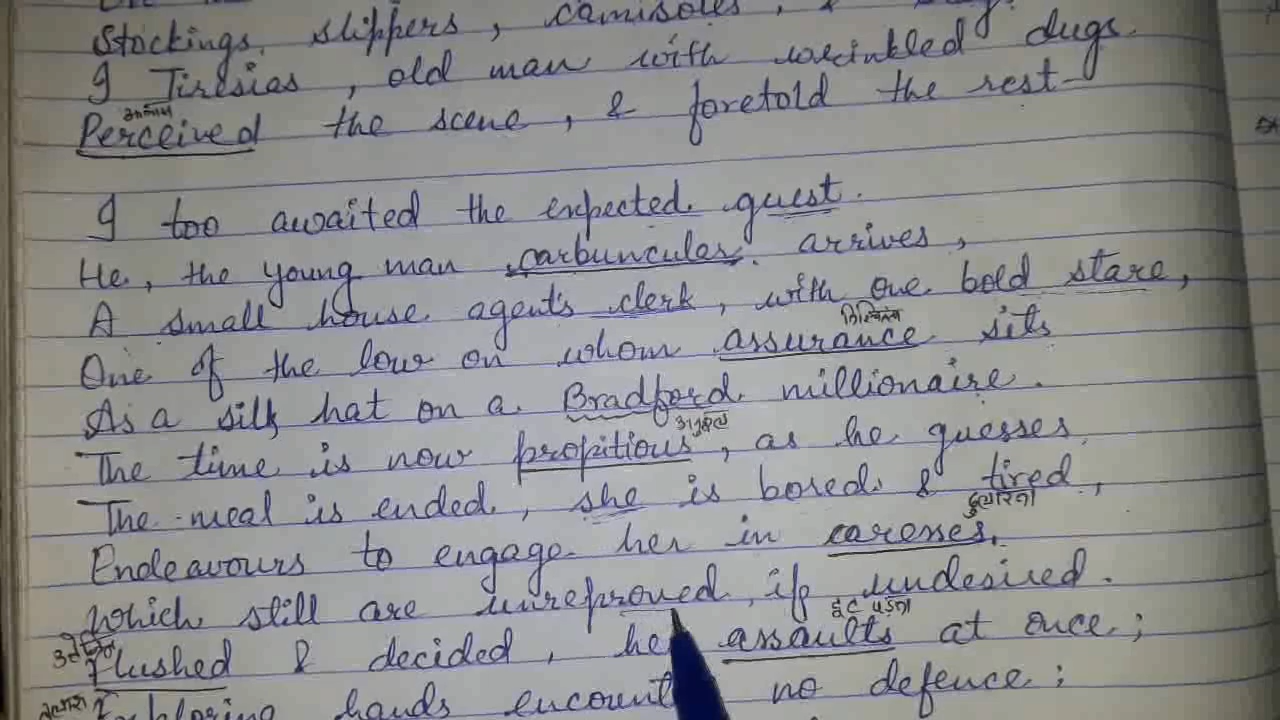 Stockings, slippers, camisoles, &
I Tiresias, old man with wrinkled dugs.
Perceived the scene, & foretold the rest—
I too awaited the expected guest.
He, the young man carbuncular arrives,
A small house agent's clerk, with one bold stare,
निश्चितता
One of the low on whom assurance sits
As a silk hat on a Bradford millionaire.
अनुकूल
The time is now propitious, as he guesses,
The meal is ended, she is bored & tired,
दुलारना
Endeavours to engage her in caresses,
which still are unreproved, if undesired.
टूट पड़ना
उत्तेजित
Flushed & decided, he assaults at once;
Exploring hands encount no defence;